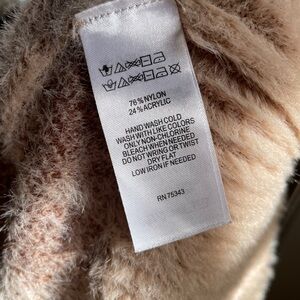 76% NYLON
24% ACRYLIC
HAND WASH COLD
WASH WITH LIKE COLORS
ONLY NON-CHLORINE
BLEACH WHEN NEEDED
DO NOT WRING OR TWIST
DRY FLAT
LOW IRON IF NEEDED
RN 75343